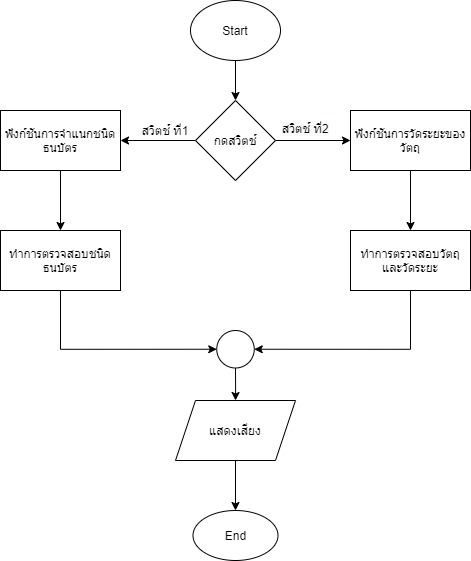 Start
สวิตช์ ที่1
สวิตช์ ที่2
ฟังก์ชันการจำแนกชนิด
ธนบัตร
กดสวิตช์
ฟังก์ชันการวัดระยะของ
วัตถุ
ทำการตรวจสอบชนิด
ธนบัตร
ทำการตรวจสอบวัตถุ
และวัดระยะ
แสดงเสียง
End